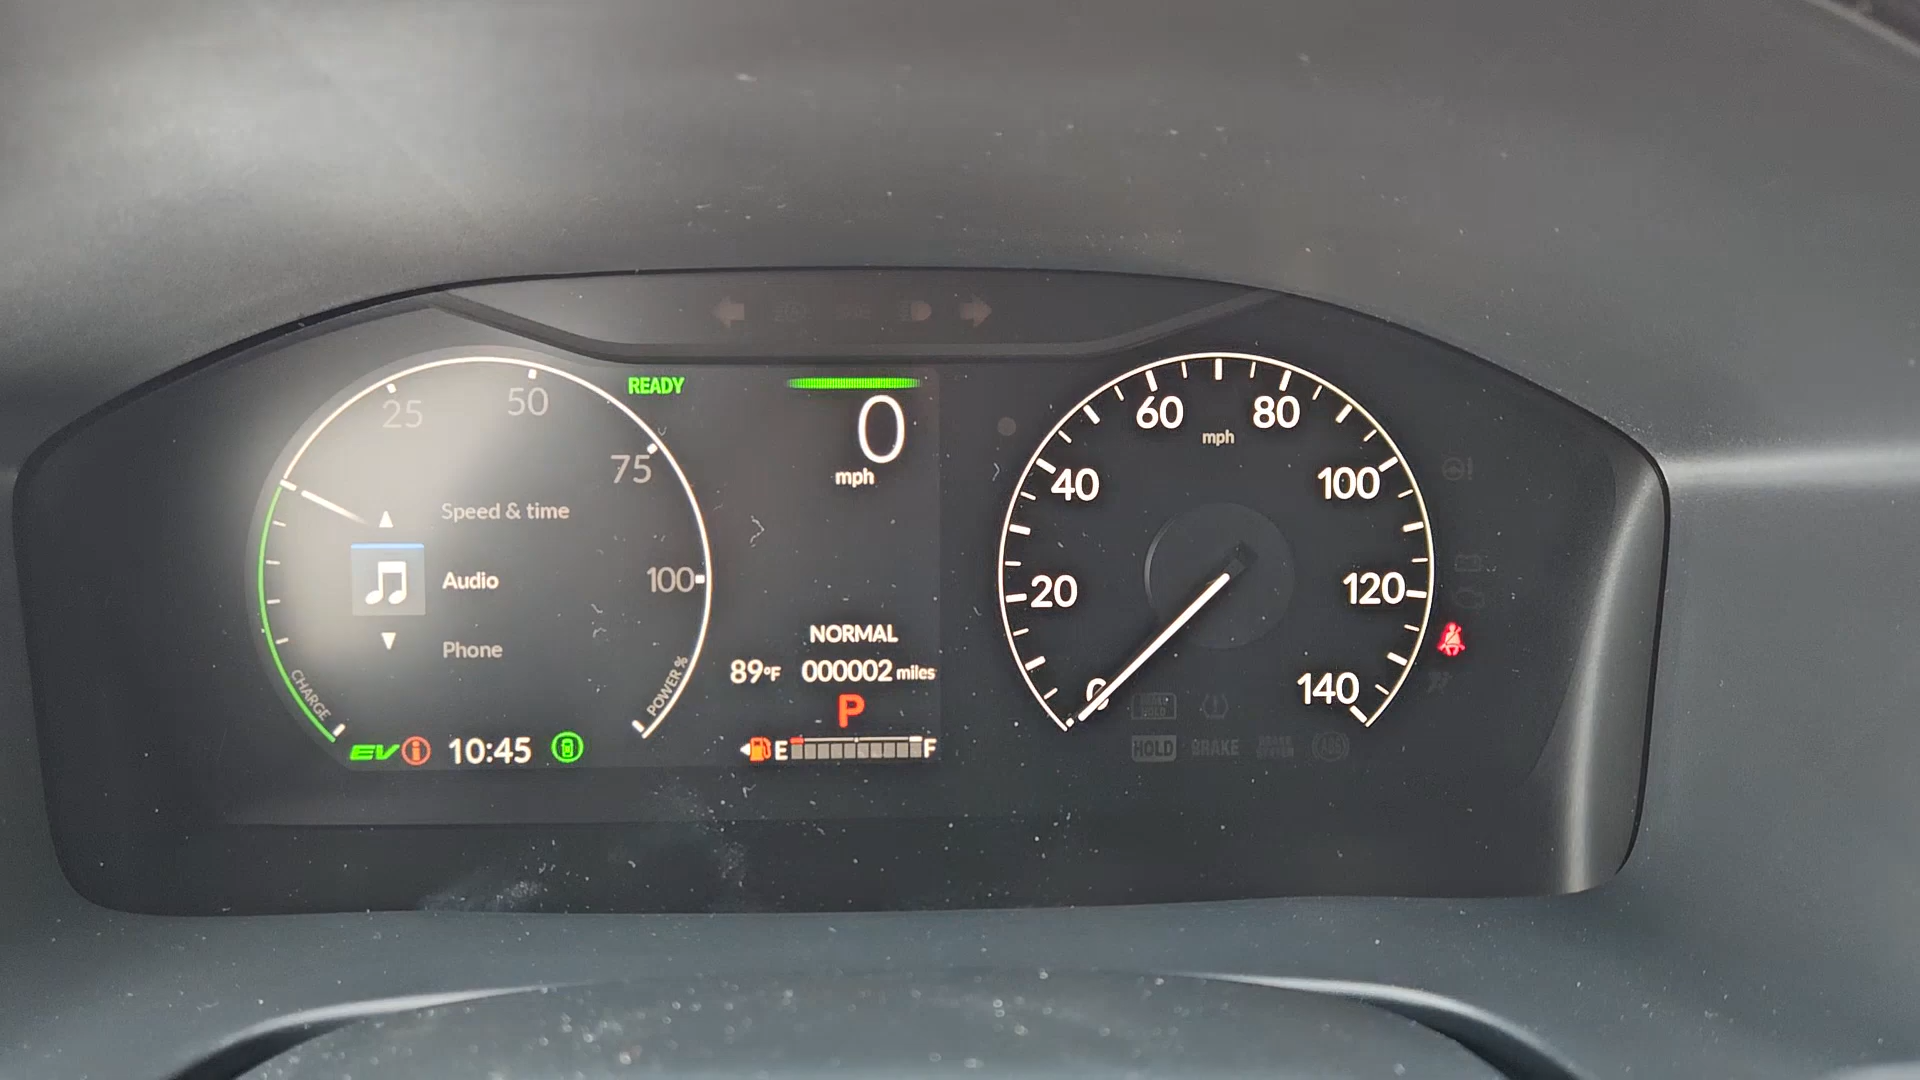 READY
25
50
75
100
Speed & time
Audio
Phone
CHARGE
POWER %
EV
10:45
0
mph
NORMAL
89°F 000002 miles
P
E F
0
20
40
60
80
100
120
140
mph
HOLD BRAKE
ABS